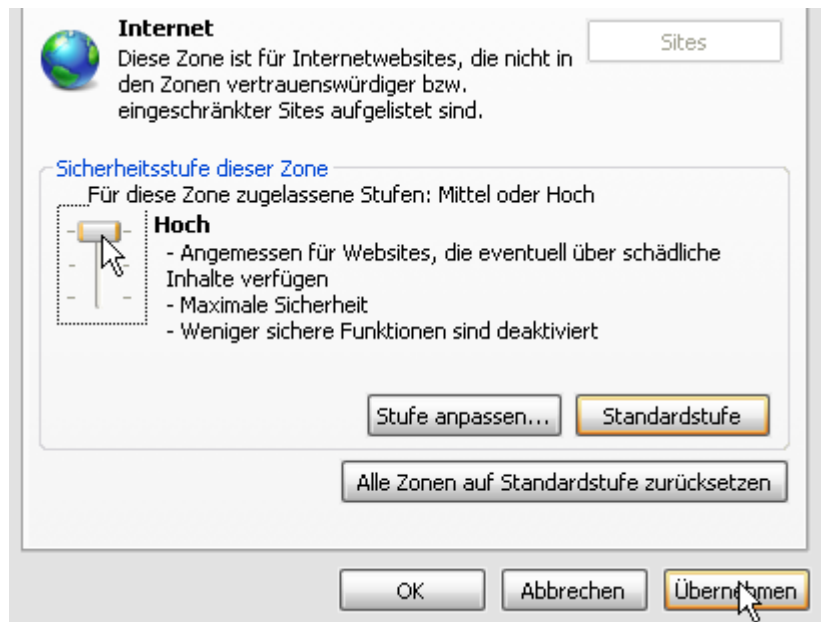 Internet
Sites
Diese Zone ist für Internetwebsites, die nicht in
den Zonen vertrauenswürdiger bzw.
eingeschränkter Sites aufgelistet sind.
Sicherheitsstufe dieser Zone
Für diese Zone zugelassene Stufen: Mittel oder Hoch
Hoch
- Angemessen für Websites, die eventuell über schädliche
Inhalte verfügen
- Maximale Sicherheit
- Weniger sichere Funktionen sind deaktiviert
Stufe anpassen... Standardstufe
Alle Zonen auf Standardstufe zurücksetzen
OK Abbrechen Übernehmen